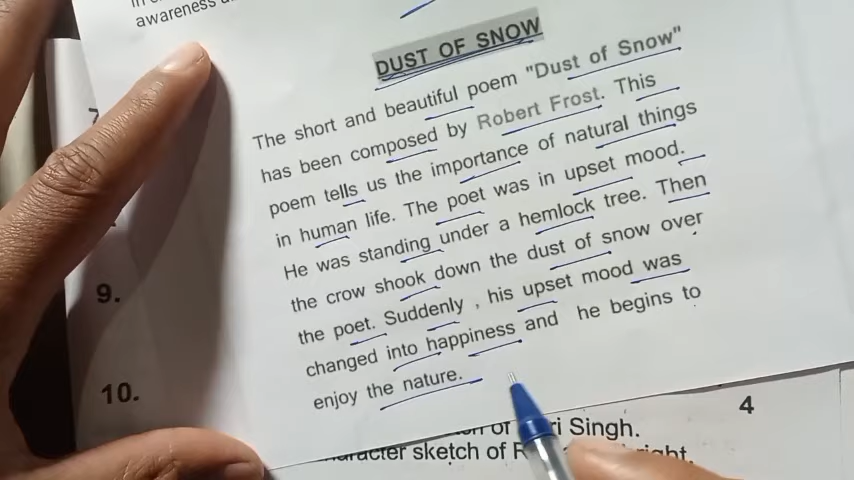 awareness
DUST OF SNOW
The short and beautiful poem "Dust of Snow"
has been composed by Robert Frost. This
poem tells us the importance of natural things
in human life. The poet was in upset mood.
He was standing under a hemlock tree. Then
the crow shook down the dust of snow over
the poet. Suddenly , his upset mood was
changed into happiness and he begins to
enjoy the nature.
9.
10.
4
of Singh.
sketch of